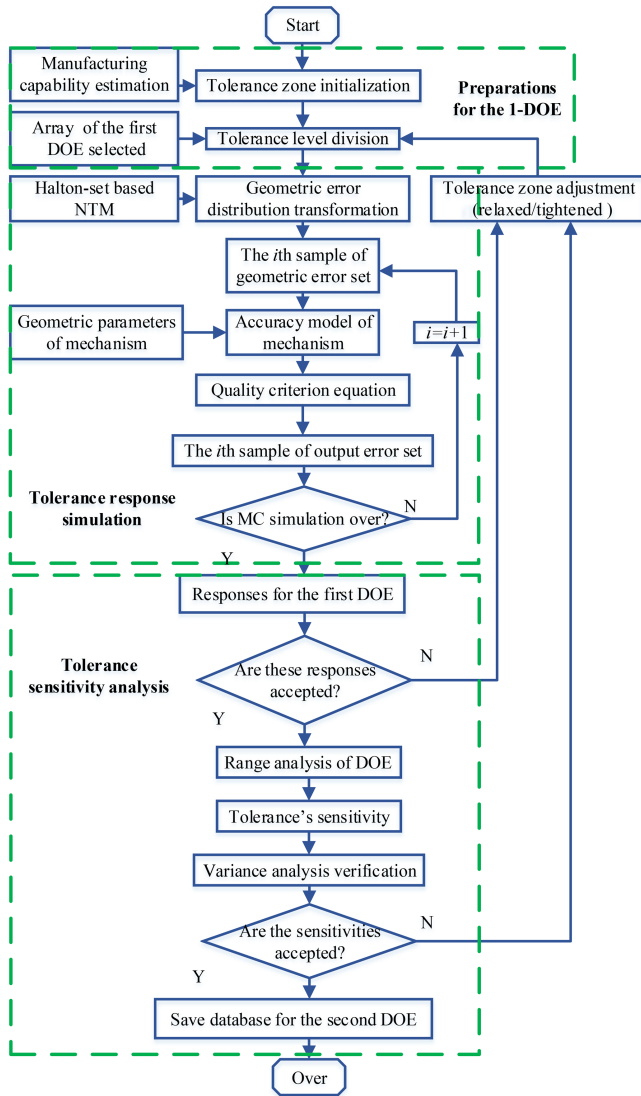 Start
Manufacturing
capability estimation
Tolerance zone initialization
Preparations
for the 1-DOE
Array of the first
DOE selected
Tolerance level division
Halton-set based
NTM
Geometric error
distribution transformation
Tolerance zone adjustment
(relaxed/tightened )
The ith sample of
geometric error set
Geometric parameters
of mechanism
Accuracy model of
mechanism
i=i+1
Quality criterion equation
The ith sample of output error set
Tolerance response
simulation
Is MC simulation over?
N
Y
Responses for the first DOE
Tolerance
sensitivity analysis
Are these responses
accepted?
N
Y
Range analysis of DOE
Tolerance's sensitivity
Variance analysis verification
Are the sensitivities
accepted?
N
Y
Save database for the second DOE
Over